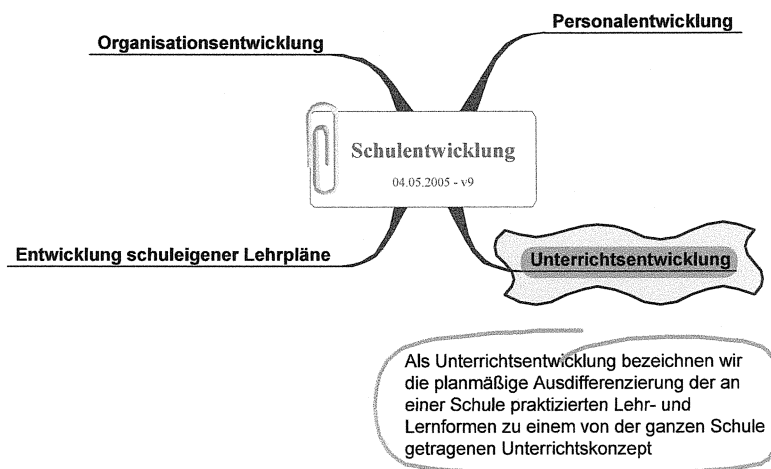 Personalentwicklung
Organisationsentwicklung
Schulentwicklung
04.05.2005 - v9
Entwicklung schuleigener Lehrpläne
Unterrichtsentwicklung
Als Unterrichtsentwicklung bezeichnen wir
die planmäßige Ausdifferenzierung der an
einer Schule praktizierten Lehr- und
Lernformen zu einem von der ganzen Schule
getragenen Unterrichtskonzept